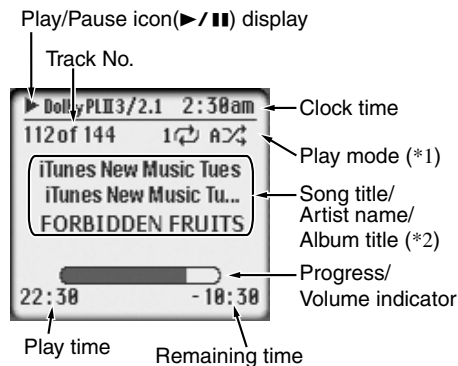 Play/Pause icon(►/II) display
Track No.
► Dolby PLII3/2.1 2:30am
Clock time
112of 144 1 A
Play mode (*1)
iTunes New Music Tues
iTunes New Music Tu...
FORBIDDEN FRUITS
Song title/
Artist name/
Album title (*2)
Progress/
Volume indicator
22:30 -10:30
Play time
Remaining time